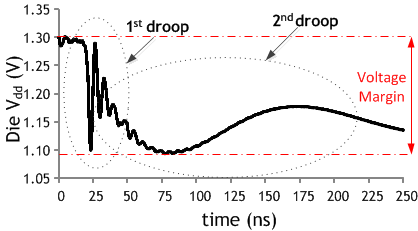 1st droop
2nd droop
1.35
1.30
1.25
1.20
1.15
1.10
1.05
Die Vdd (V)
Voltage
Margin
0 25 50 75 100 125 150 175 200 225 250
time (ns)